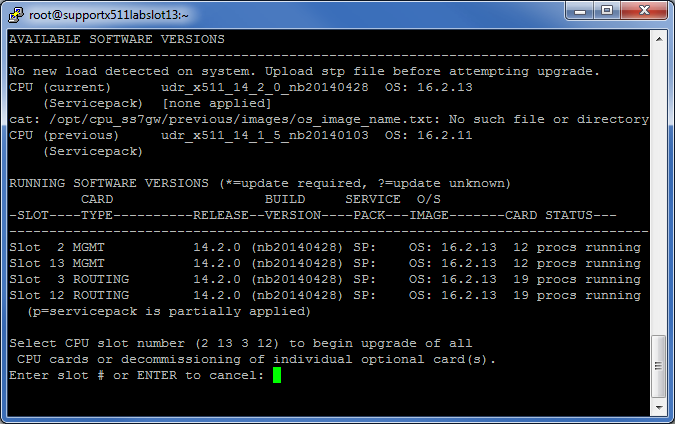 root@supportx511labslot13:~
AVAILABLE SOFTWARE VERSIONS
--------------------------------------------------------------------------------
No new load detected on system. Upload stp file before attempting upgrade.
CPU (current)      udr_x511_14_2_0_nb20140428  OS: 16.2.13
    (Servicepack)  [none applied]
cat: /opt/cpu_ss7gw/previous/images/os_image_name.txt: No such file or directory
CPU (previous)     udr_x511_14_1_5_nb20140103  OS: 16.2.11
    (Servicepack)
RUNNING SOFTWARE VERSIONS (*=update required, ?=update unknown)
         CARD                   BUILD     SERVICE  O/S
-SLOT----TYPE----------RELEASE--VERSION----PACK---IMAGE-------CARD STATUS---
--------------------------------------------------------------------------------
Slot  2 MGMT           14.2.0 (nb20140428) SP:    OS: 16.2.13  12 procs running
Slot 13 MGMT           14.2.0 (nb20140428) SP:    OS: 16.2.13  12 procs running
Slot  3 ROUTING        14.2.0 (nb20140428) SP:    OS: 16.2.13  19 procs running
Slot 12 ROUTING        14.2.0 (nb20140428) SP:    OS: 16.2.13  19 procs running
  (p=servicepack is partially applied)
Select CPU slot number (2 13 3 12) to begin upgrade of all
 CPU cards or decommissioning of individual optional card(s).
Enter slot # or ENTER to cancel: